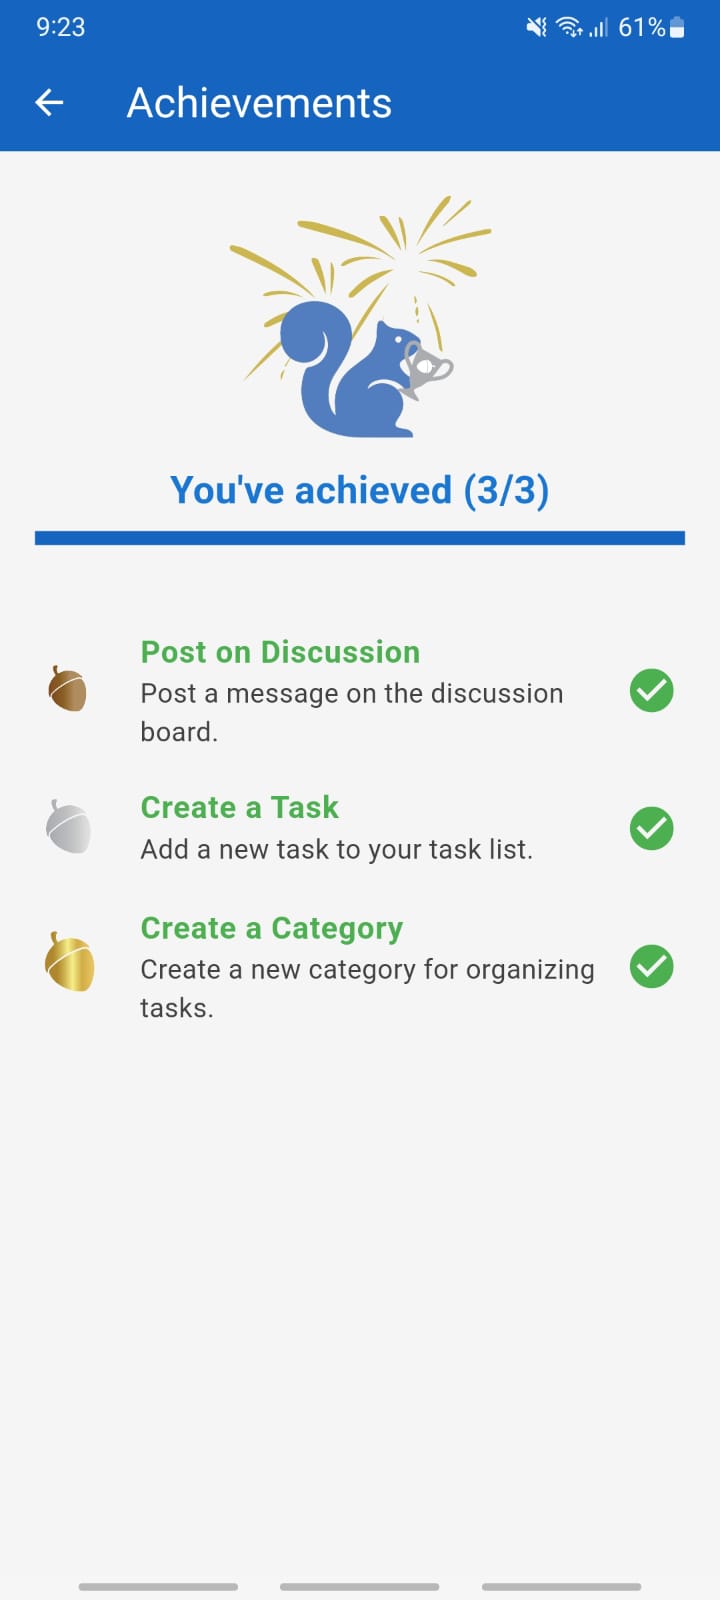 9:23
61%
Achievements
You've achieved (3/3)
Post on Discussion
Post a message on the discussion
board.
Create a Task
Add a new task to your task list.
Create a Category
Create a new category for organizing
tasks.